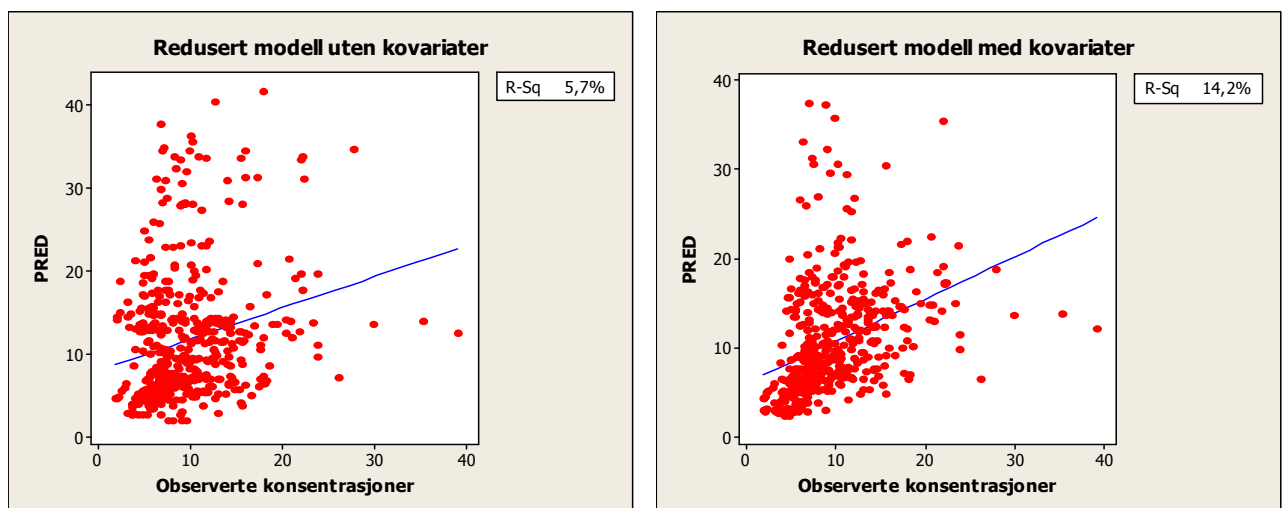 Redusert modell uten kovariater
R-Sq 5,7%
PRED
40
30
20
10
0
0 10 20 30 40
Observerte konsentrasjoner
Redusert modell med kovariater
R-Sq 14,2%
PRED
40
30
20
10
0
0 10 20 30 40
Observerte konsentrasjoner